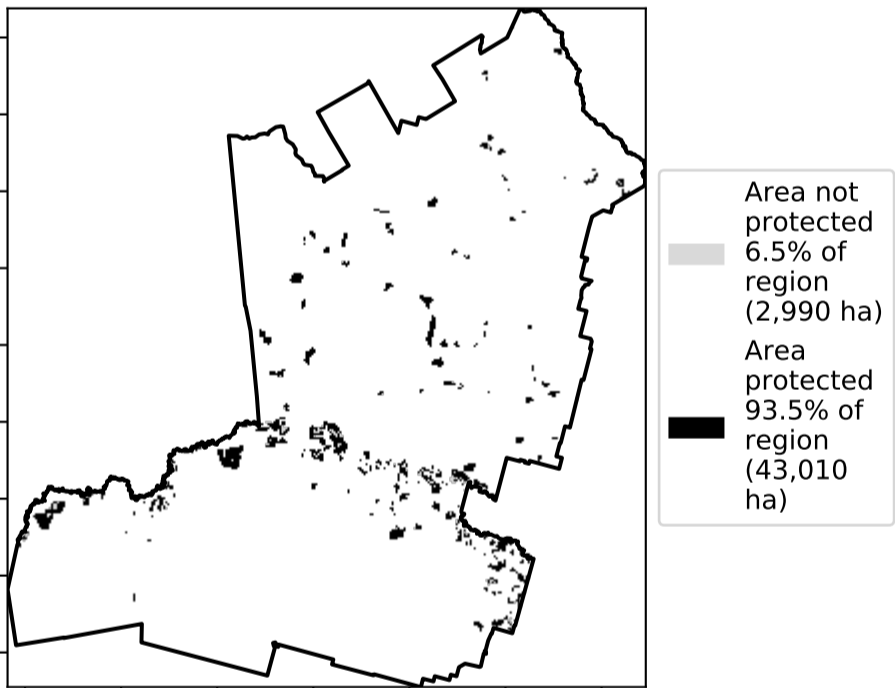 Area not
protected
6.5% of
region
(2,990 ha)
Area
protected
93.5% of
region
(43,010
ha)